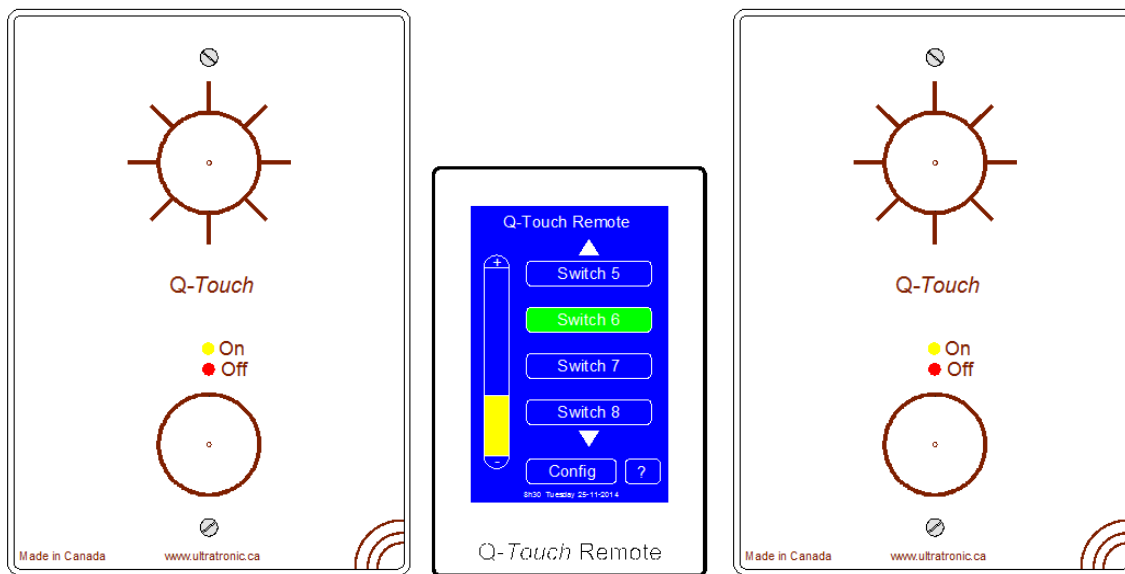 Q-Touch
On
Off
Made in Canada
www.ultratronic.ca
Q-Touch Remote
+
Switch 5
Switch 6
Switch 7
Switch 8
-
Config
?
8h30 Tuesday 25-11-2014
Q-Touch Remote
Q-Touch
On
Off
Made in Canada
www.ultratronic.ca